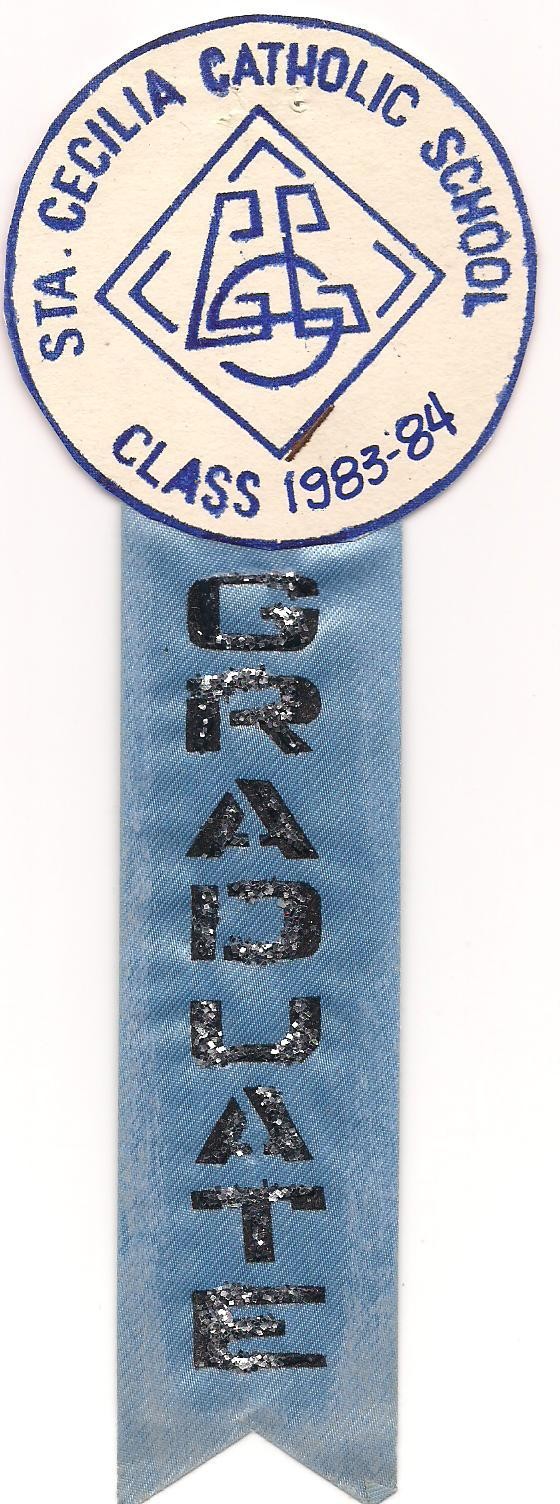 STA. CECILIA CATHOLIC SCHOOL
CLASS 1983-'84
GRADUATE